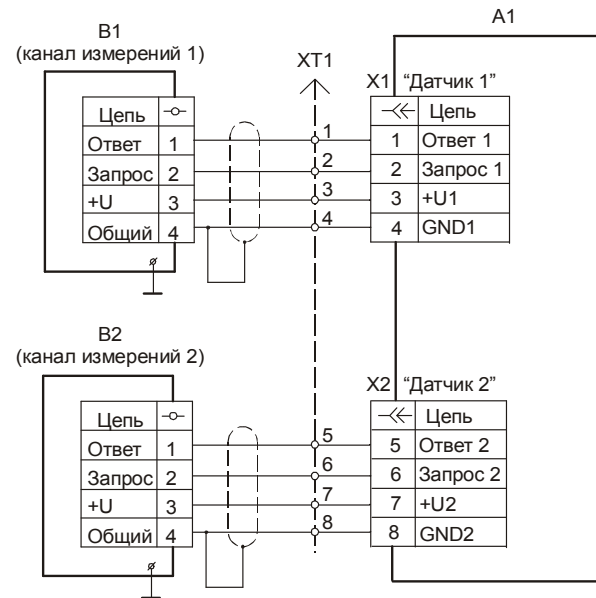 A1
B1
(канал измерений 1)
XT1
X1 “Датчик 1”
Цепь
Ответ 1
Запрос 2
+U 3
Общий 4
1
2
3
4
Цепь
1 Ответ 1
2 Запрос 1
3 +U1
4 GND1
B2
(канал измерений 2)
X2 “Датчик 2”
Цепь
Ответ 1
Запрос 2
+U 3
Общий 4
5
6
7
8
Цепь
5 Ответ 2
6 Запрос 2
7 +U2
8 GND2